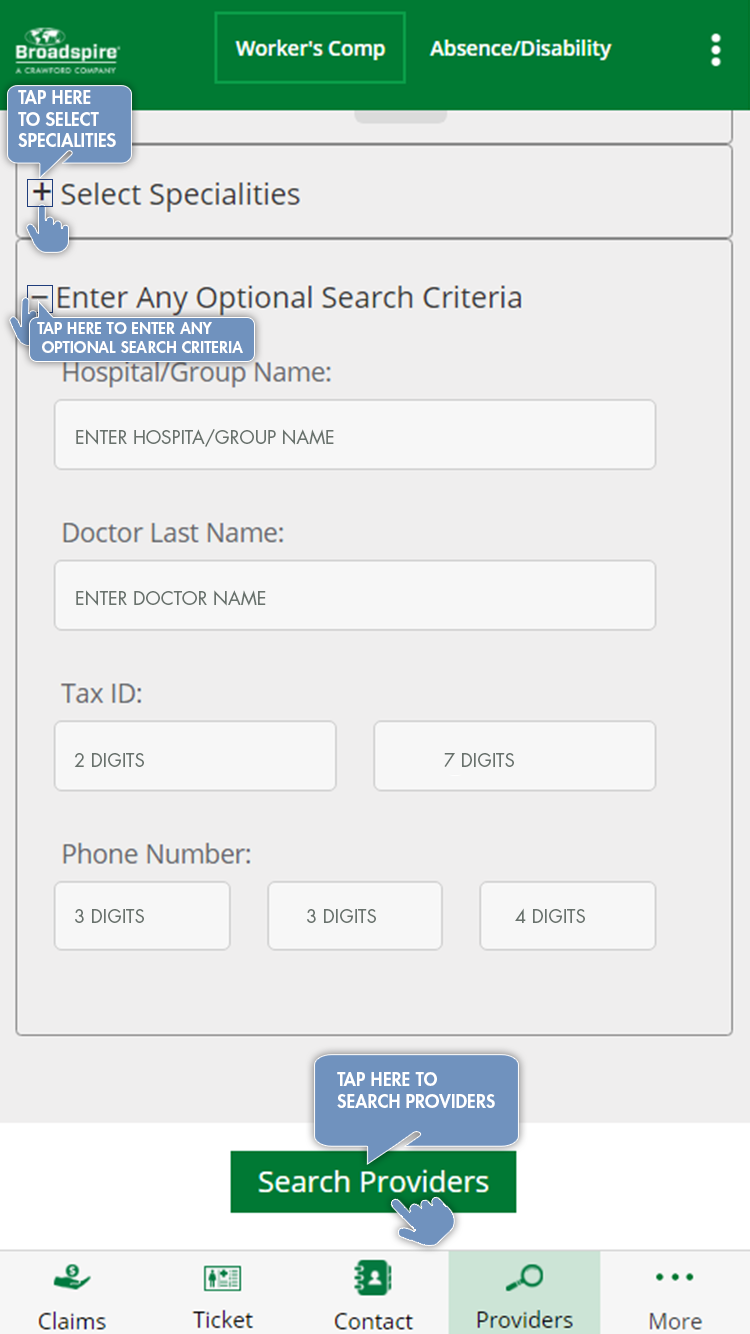 Broadspire®
A CRAWFORD COMPANY
Worker's Comp
Absence/Disability
TAP HERE
TO SELECT
SPECIALITIES
Select Specialities
Enter Any Optional Search Criteria
TAP HERE TO ENTER ANY
OPTIONAL SEARCH CRITERIA
Hospital/Group Name:
ENTER HOSPITA/GROUP NAME
Doctor Last Name:
ENTER DOCTOR NAME
Tax ID:
2 DIGITS
7 DIGITS
Phone Number:
3 DIGITS
3 DIGITS
4 DIGITS
TAP HERE TO
SEARCH PROVIDERS
Search Providers
Claims
Ticket
Contact
Providers
More